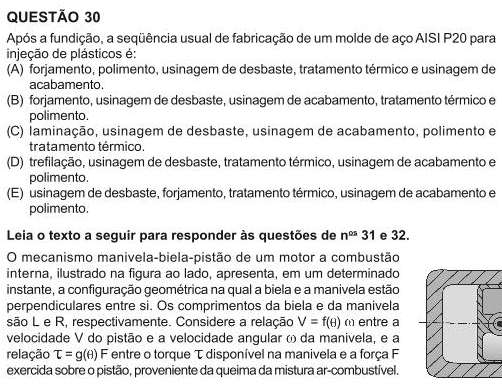 QUESTÃO 30
Após a fundição, a seqüência usual de fabricação de um molde de aço AISI P20 para
injeção de plásticos é:
(A) forjamento, polimento, usinagem de desbaste, tratamento térmico e usinagem de
acabamento.
(B) forjamento, usinagem de desbaste, usinagem de acabamento, tratamento térmico e
polimento.
(C) laminação, usinagem de desbaste, usinagem de acabamento, polimento e
tratamento térmico.
(D) trefilação, usinagem de desbaste, tratamento térmico, usinagem de acabamento e
polimento.
(E) usinagem de desbaste, forjamento, tratamento térmico, usinagem de acabamento e
polimento.
Leia o texto a seguir para responder às questões de nºs 31 e 32.
O mecanismo manivela-biela-pistão de um motor a combustão
interna, ilustrado na figura ao lado, apresenta, em um determinado
instante, a configuração geométrica na qual a biela e a manivela estão
perpendiculares entre si. Os comprimentos da biela e da manivela
são L e R, respectivamente. Considere a relação V = f(θ) ω entre a
velocidade V do pistão e a velocidade angular ω da manivela, e a
relação τ = g(θ) F entre o torque τ disponível na manivela e a força F
exercida sobre o pistão, proveniente da queima da mistura ar-combustível.